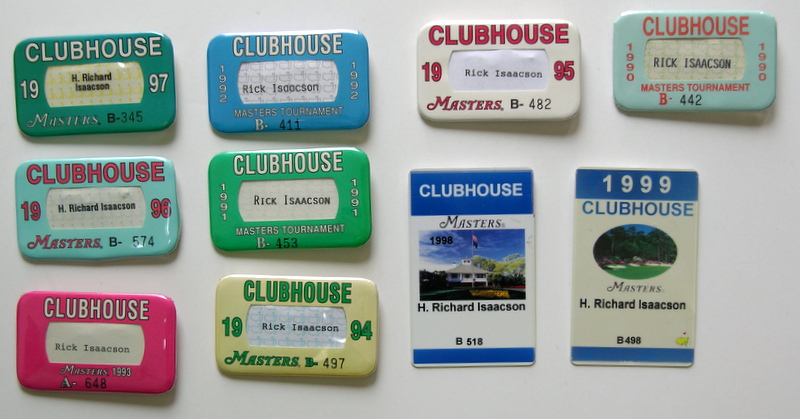 CLUBHOUSE
19 H. Richard Isaacson 97
Masters. B-345
CLUBHOUSE
1992 Rick Isaacson 1992
MASTERS TOURNAMENT
B- 411
CLUBHOUSE
19 Rick Isaacson 95
Masters. B- 482
CLUBHOUSE
1990 RICK ISAACSON 1990
MASTERS TOURNAMENT
B- 442
CLUBHOUSE
19 H. Richard Isaacson 96
Masters. B- 574
CLUBHOUSE
1991 RICK ISAACSON 1991
MASTERS TOURNAMENT
B- 453
CLUBHOUSE
Masters
1998
H. Richard Isaacson
B 518
1999
CLUBHOUSE
Masters
H. Richard Isaacson
B498
CLUBHOUSE
Rick Isaacson
Masters 1993
A- 648
CLUBHOUSE
19 Rick Isaacson 94
Masters. B- 497